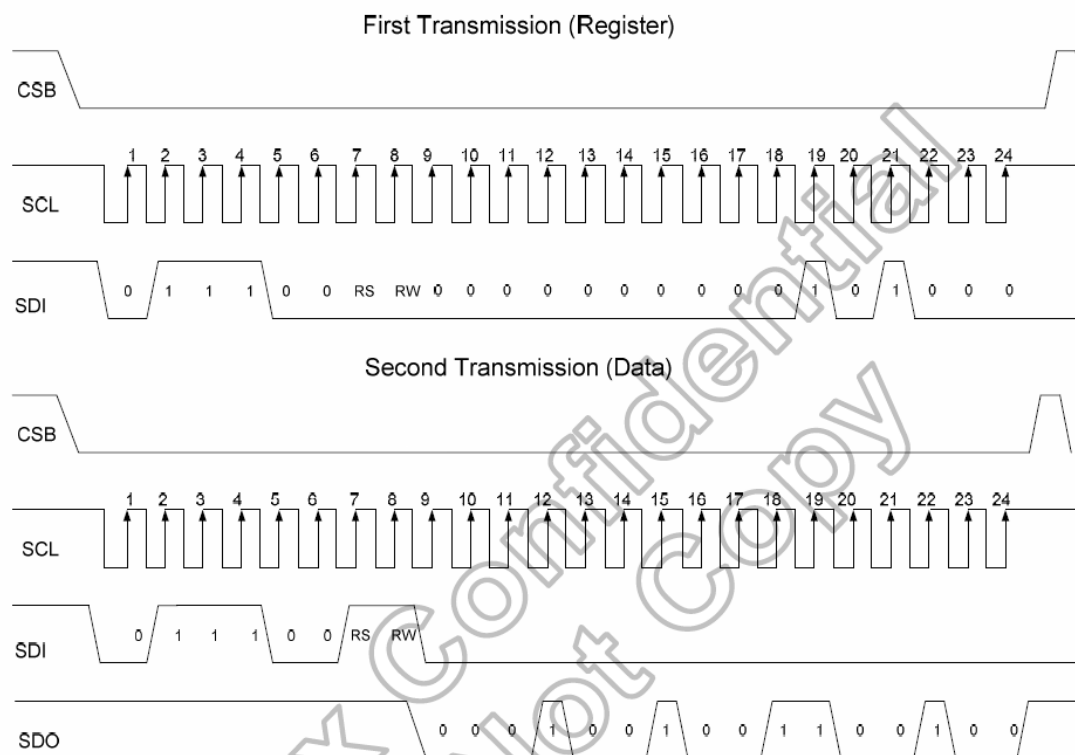 First Transmission (Register)
CSB
1 2 3 4 5 6 7 8 9 10 11 12 13 14 15 16 17 18 19 20 21 22 23 24
SCL
0 1 1 1 0 0 RS RW 0 0 0 0 0 0 0 0 0 0 1 0 1 0 0 0
SDI
Second Transmission (Data)
CSB
1 2 3 4 5 6 7 8 9 10 11 12 13 14 15 16 17 18 19 20 21 22 23 24
SCL
0 1 1 1 0 0 RS RW
SDI
0 0 0 1 0 0 1 0 0 1 1 0 0 1 0 0
SDO
x Confidential
Not Copy